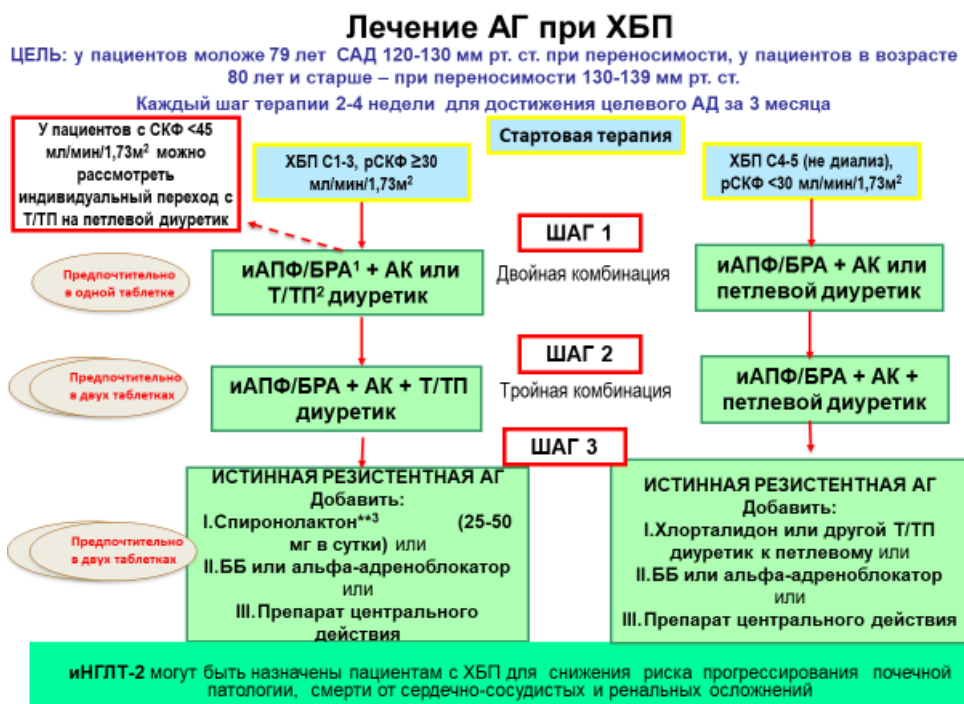 Лечение АГ при ХБП
ЦЕЛЬ: у пациентов моложе 79 лет САД 120-130 мм рт. ст. при переносимости, у пациентов в возрасте
80 лет и старше – при переносимости 130-139 мм рт. ст.
Каждый шаг терапии 2-4 недели для достижения целевого АД за 3 месяца
У пациентов с СКФ <45
мл/мин/1,73м²  можно
рассмотреть
индивидуальный переход с
Т/ТП на петлевой диуретик
ХБП С1-3, рСКФ ≥30
мл/мин/1,73м²
Стартовая терапия
ХБП С4-5 (не диализ),
рСКФ <30 мл/мин/1,73м²
ШАГ 1
Двойная комбинация
Предпочтительно
в одной таблетке
иАПФ/БРА¹ + АК или
Т/ТП² диуретик
иАПФ/БРА + АК или
петлевой диуретик
ШАГ 2
Тройная комбинация
Предпочтительно
в двух таблетках
иАПФ/БРА + АК + Т/ТП
диуретик
иАПФ/БРА + АК +
петлевой диуретик
ШАГ 3
Предпочтительно
в двух таблетках
ИСТИННАЯ РЕЗИСТЕНТНАЯ АГ
Добавить:
I.Спиронолактон**³ (25-50
мг в сутки) или
II.ББ или альфа-адреноблокатор
или
III.Препарат центрального
действия
ИСТИННАЯ РЕЗИСТЕНТНАЯ АГ
Добавить:
I.Хлорталидон или другой Т/ТП
диуретик к петлевому или
II.ББ или альфа-адреноблокатор
или
III.Препарат центрального действия
иНГЛТ-2 могут быть назначены пациентам с ХБП для снижения риска прогрессирования почечной
патологии, смерти от сердечно-сосудистых и ренальных осложнений